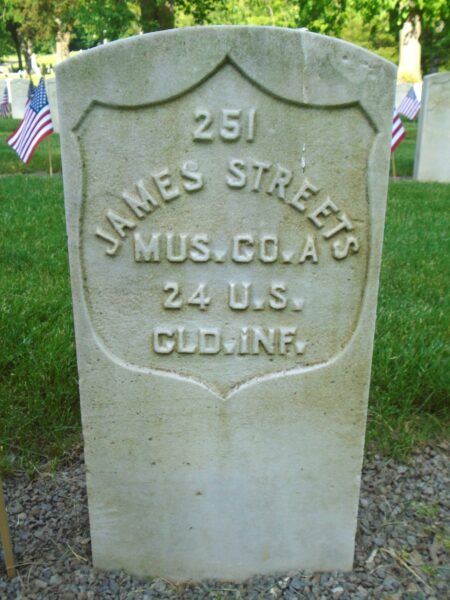 251
JAMES STREETS
MUS. CO. A
24 U.S.
CLD. INF.